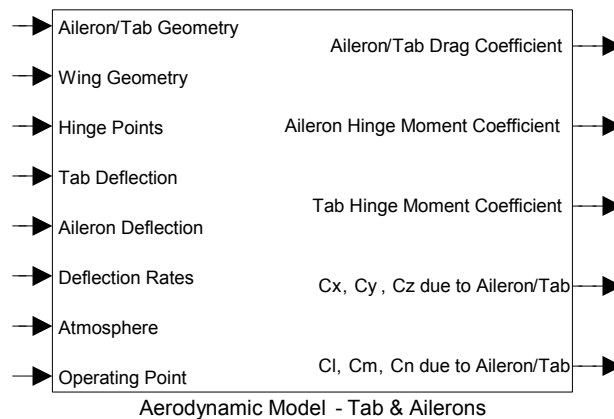 Aileron/Tab Geometry
Wing Geometry
Hinge Points
Tab Deflection
Aileron Deflection
Deflection Rates
Atmosphere
Operating Point
Aileron/Tab Drag Coefficient
Aileron Hinge Moment Coefficient
Tab Hinge Moment Coefficient
Cx, Cy , Cz due to Aileron/Tab
Cl, Cm, Cn due to Aileron/Tab
Aerodynamic Model - Tab & Ailerons